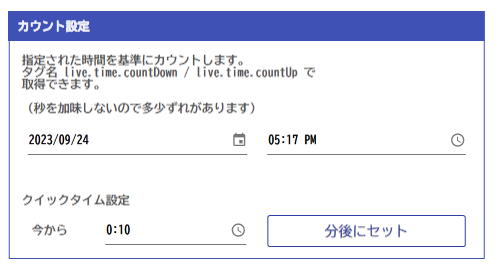 カウント設定
指定された時間を基準にカウントします。
タグ名 live.time.countDown / live.time.countUp で
取得できます。
（秒を加味しないので多少ずれがあります）
2023/09/24 05:17 PM
クイックタイム設定
今から 0:10 分後にセット